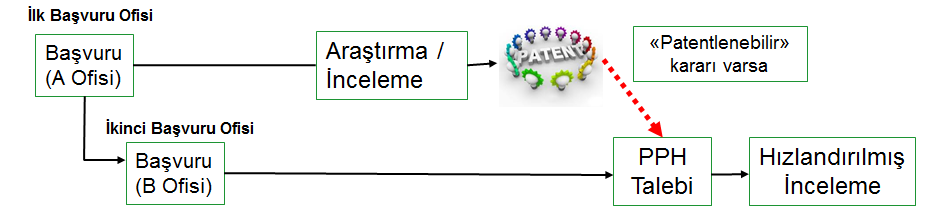 İlk Başvuru Ofisi
Başvuru
(A Ofisi)
Araştırma /
İnceleme
PATENT
«Patentlenebilir»
kararı varsa
İkinci Başvuru Ofisi
Başvuru
(B Ofisi)
PPH
Talebi
Hızlandırılmış
İnceleme